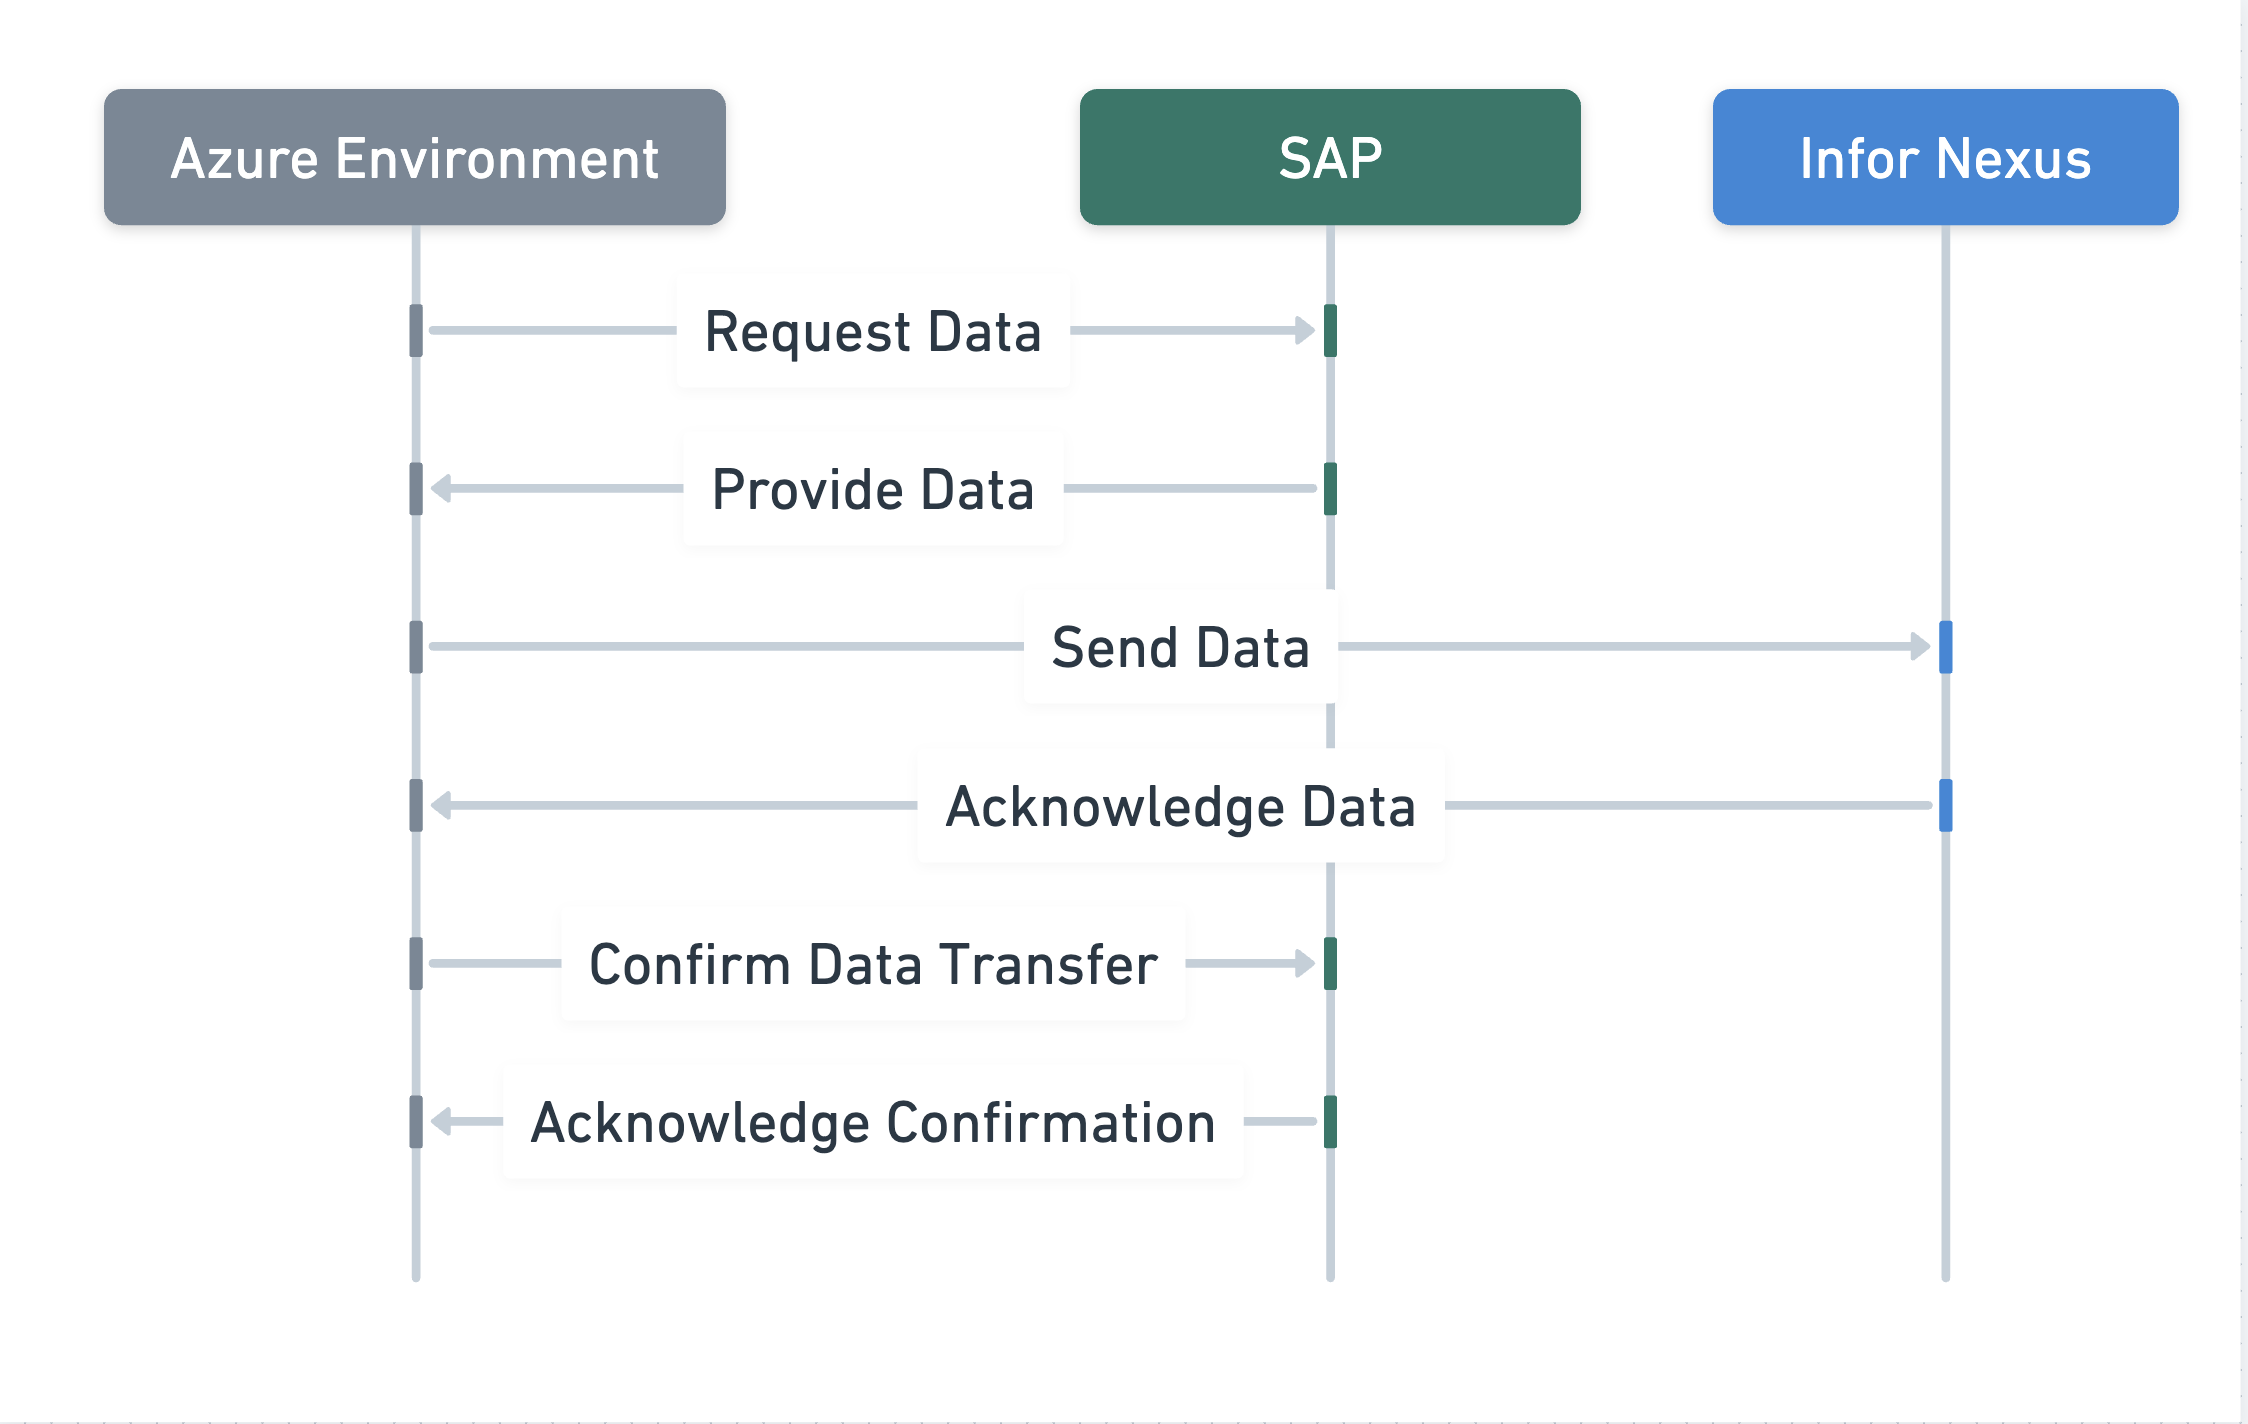 Azure Environment
SAP
Infor Nexus
Request Data
Provide Data
Send Data
Acknowledge Data
Confirm Data Transfer
Acknowledge Confirmation